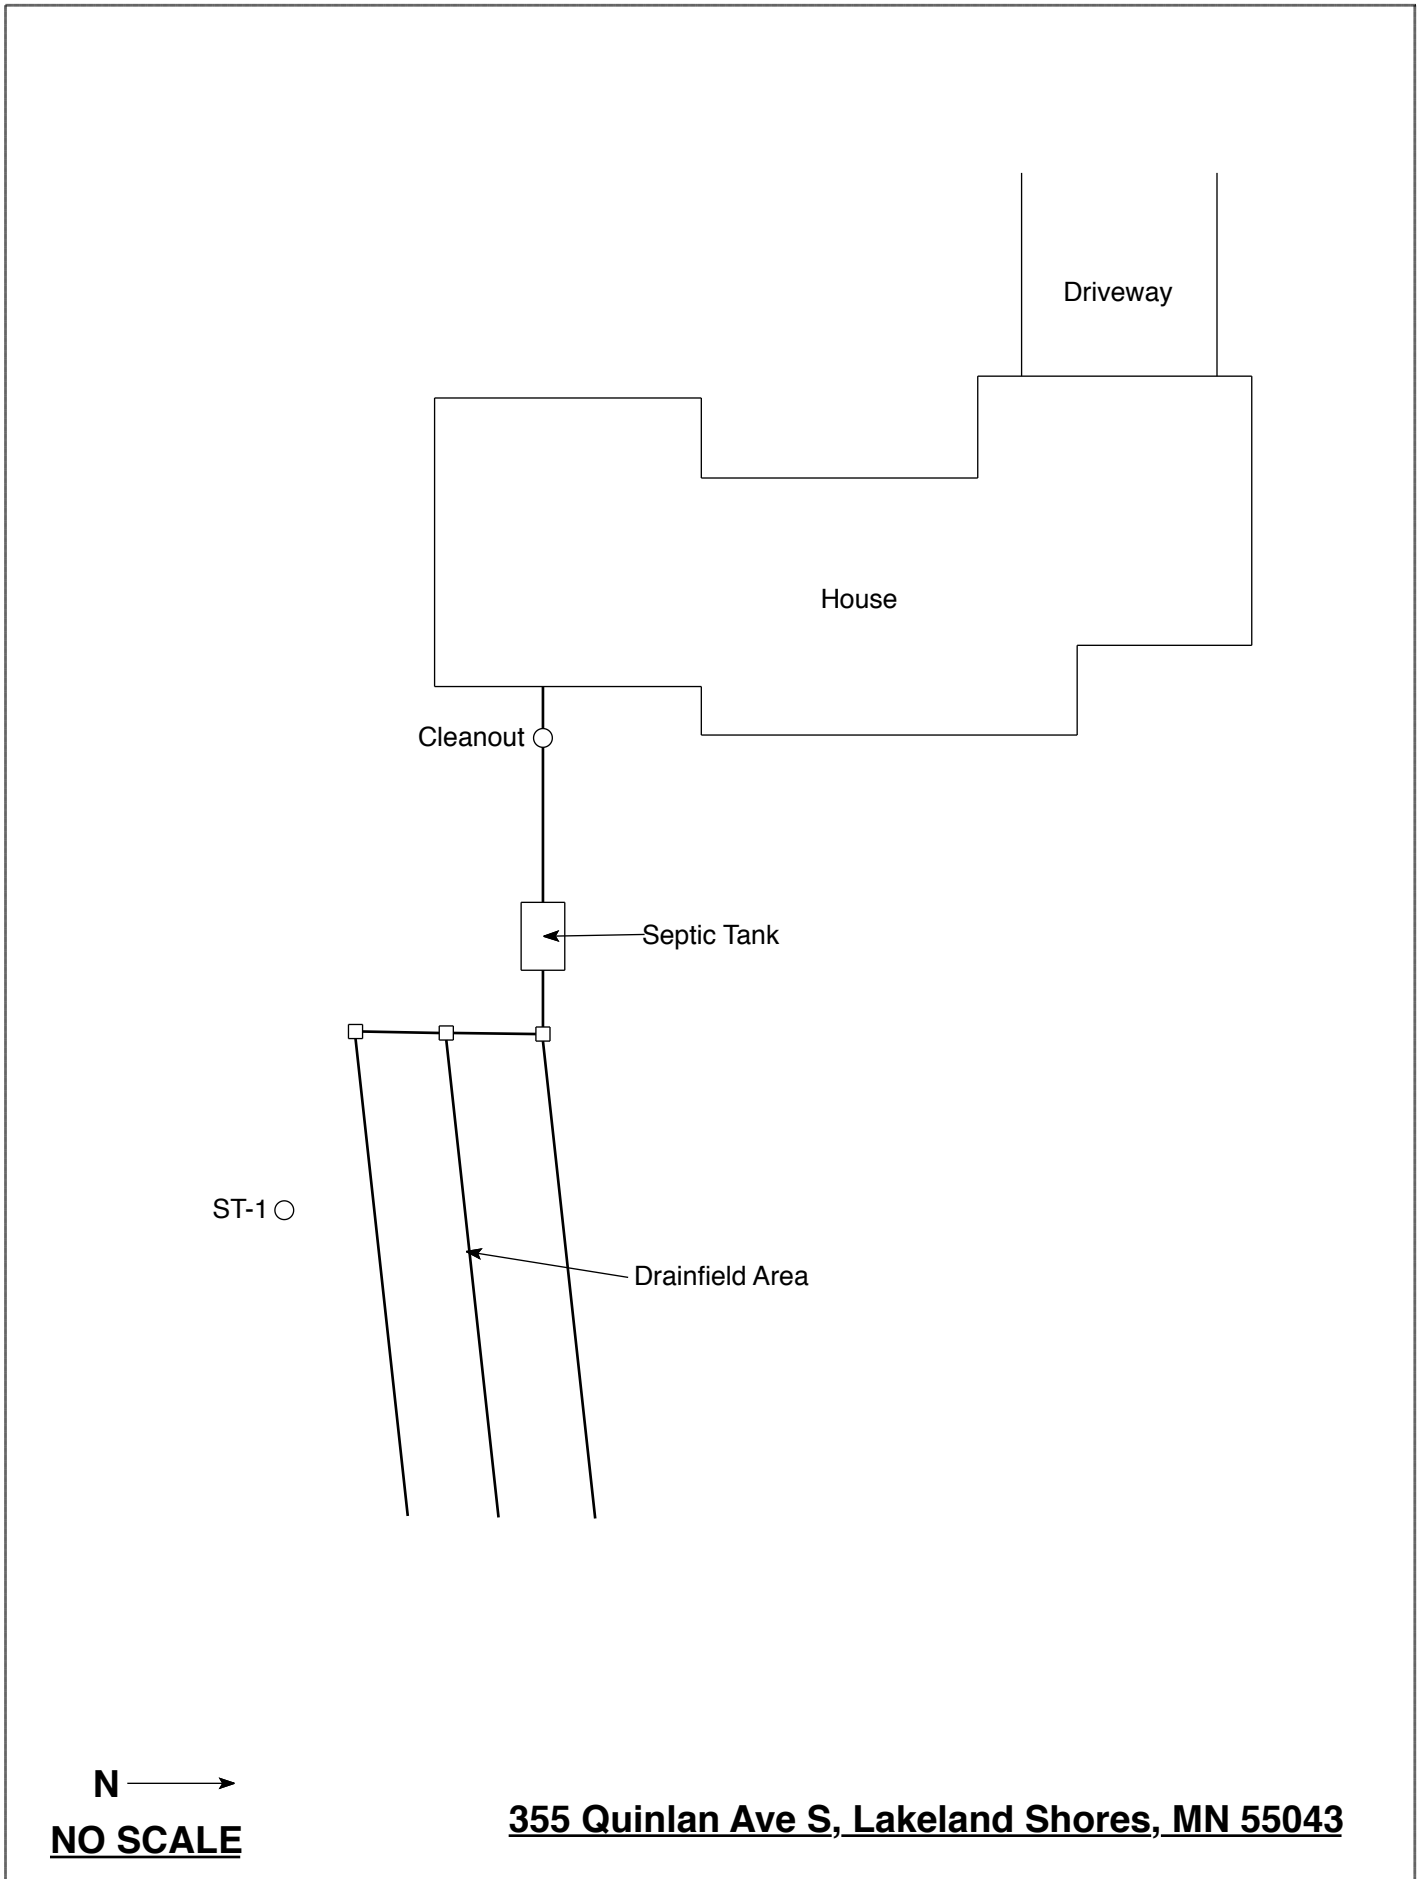 Driveway
House
Cleanout
Septic Tank
ST-1
Drainfield Area
N
NO SCALE
355 Quinlan Ave S, Lakeland Shores, MN 55043